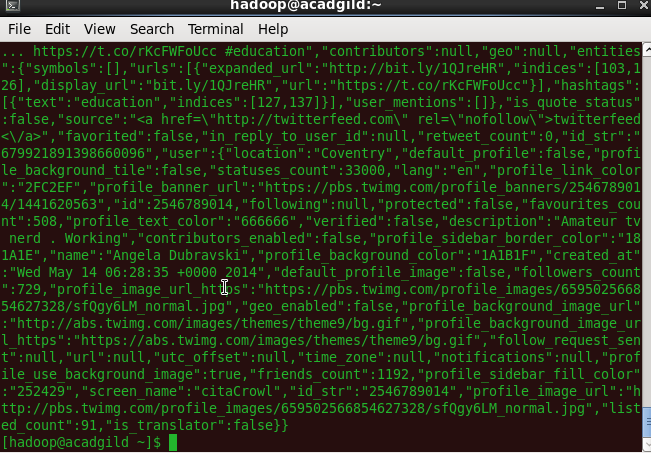 hadoop@acadgild:~
File Edit View Search Terminal Help
... https://t.co/rKcFWFoUcc #education","contributors":null,"geo":null,"entities
":{"symbols":[],"urls":[{"expanded_url":"http://bit.ly/1QJreHR","indices":[103,1
26],"display_url":"bit.ly/1QJreHR","url":"https://t.co/rKcFWFoUcc"}],"hashtags":
[{"text":"education","indices":[127,137]}],"user_mentions":[]},"is_quote_status"
:false,"source":"<a href=\"http://twitterfeed.com\" rel=\"nofollow\">twitterfeed
<\/a>","favorited":false,"in_reply_to_user_id":null,"retweet_count":0,"id_str":"
679921891398660096","user":{"location":"Coventry","default_profile":false,"profi
le_background_tile":false,"statuses_count":33000,"lang":"en","profile_link_color
":"2FC2EF","profile_banner_url":"https://pbs.twimg.com/profile_banners/254678901
4/1441620563","id":2546789014,"following":null,"protected":false,"favourites_cou
nt":508,"profile_text_color":"666666","verified":false,"description":"Amateur tv
 nerd . Working","contributors_enabled":false,"profile_sidebar_border_color":"18
1A1E","name":"Angela Dubravski","profile_background_color":"1A1B1F","created_at"
:"Wed May 14 06:28:35 +0000 2014","default_profile_image":false,"followers_count
":729,"profile_image_url_https":"https://pbs.twimg.com/profile_images/6595025668
54627328/sfQgy6LM_normal.jpg","geo_enabled":false,"profile_background_image_url"
:"http://abs.twimg.com/images/themes/theme9/bg.gif","profile_background_image_ur
l_https":"https://abs.twimg.com/images/themes/theme9/bg.gif","follow_request_sen
t":null,"url":null,"utc_offset":null,"time_zone":null,"notifications":null,"prof
ile_use_background_image":true,"friends_count":1192,"profile_sidebar_fill_color"
:"252429","screen_name":"citaCrowl","id_str":"2546789014","profile_image_url":"h
ttp://pbs.twimg.com/profile_images/659502566854627328/sfQgy6LM_normal.jpg","list
ed_count":91,"is_translator":false}}
[hadoop@acadgild ~]$